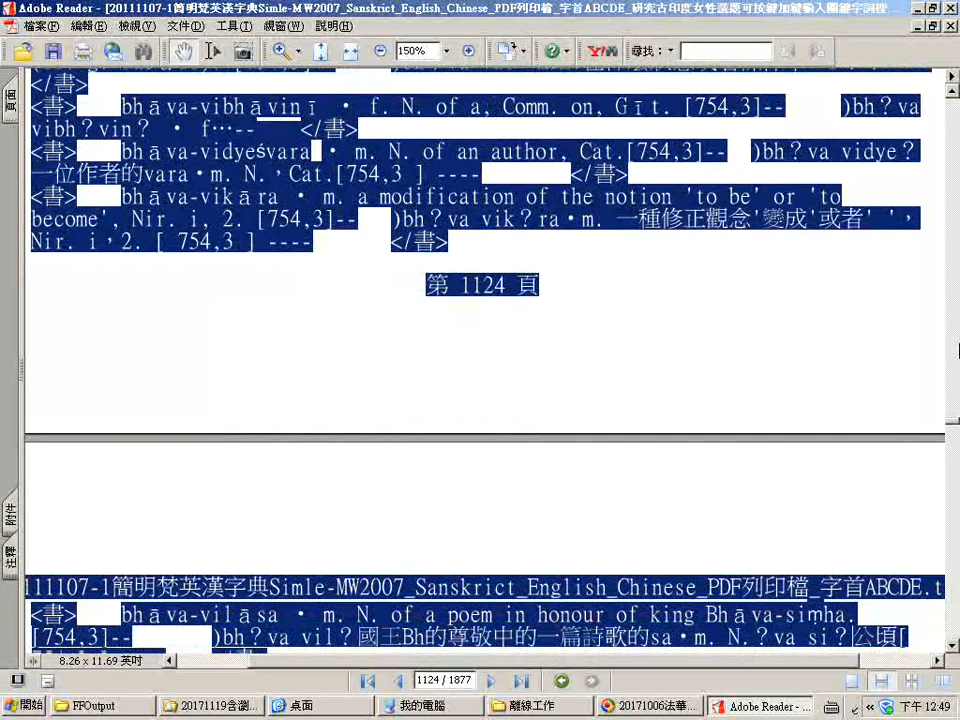 Adobe Reader - [20111107-1簡明梵英漢字典Simle-MW2007_Sanskrict_English_Chinese_PDF列印檔_字首ABCDE_研究古印度女性議題可按鍵加鍵輸入關鍵字詞搜...
檔案(F) 編輯(E) 檢視(V) 文件(D) 工具(T) 視窗(W) 說明(H)
150% 尋找：
頁面
</書>
<書> bhāva-vibhāvinī · f. N. of a, Comm. on, Gīt. [754,3]-- )bh?va
vibh?vin? · f…-- </書>
<書> bhāva-vidyeśvara · m. N. of an author, Cat.[754,3]-- )bh?va vidye?
一位作者的vara·m. N.，Cat.[754,3 ] ---- </書>
<書> bhāva-vikāra · m. a modification of the notion 'to be' or 'to
become', Nir. i, 2. [754,3]-- )bh?va vik?ra·m. 一種修正觀念'變成'或者' '，
Nir. i，2. [ 754,3 ] ---- </書>
第 1124 頁
附件
注釋
111107-1簡明梵英漢字典Simle-MW2007_Sanskrict_English_Chinese_PDF列印檔_字首ABCDE.t
<書> bhāva-vilāsa · m. N. of a poem in honour of king Bhāva-siṃha.
[754.3]-- )bh?va vil?國王Bh的尊敬中的一篇詩歌的sa·m. N.?va si?公頃[
8.26 x 11.69 英吋
1124 / 1877
開始 FFOutput 20171119含瀏... 桌面 我的電腦 離線工作 20171006法華... Adobe Reader - ... 下午 12:49